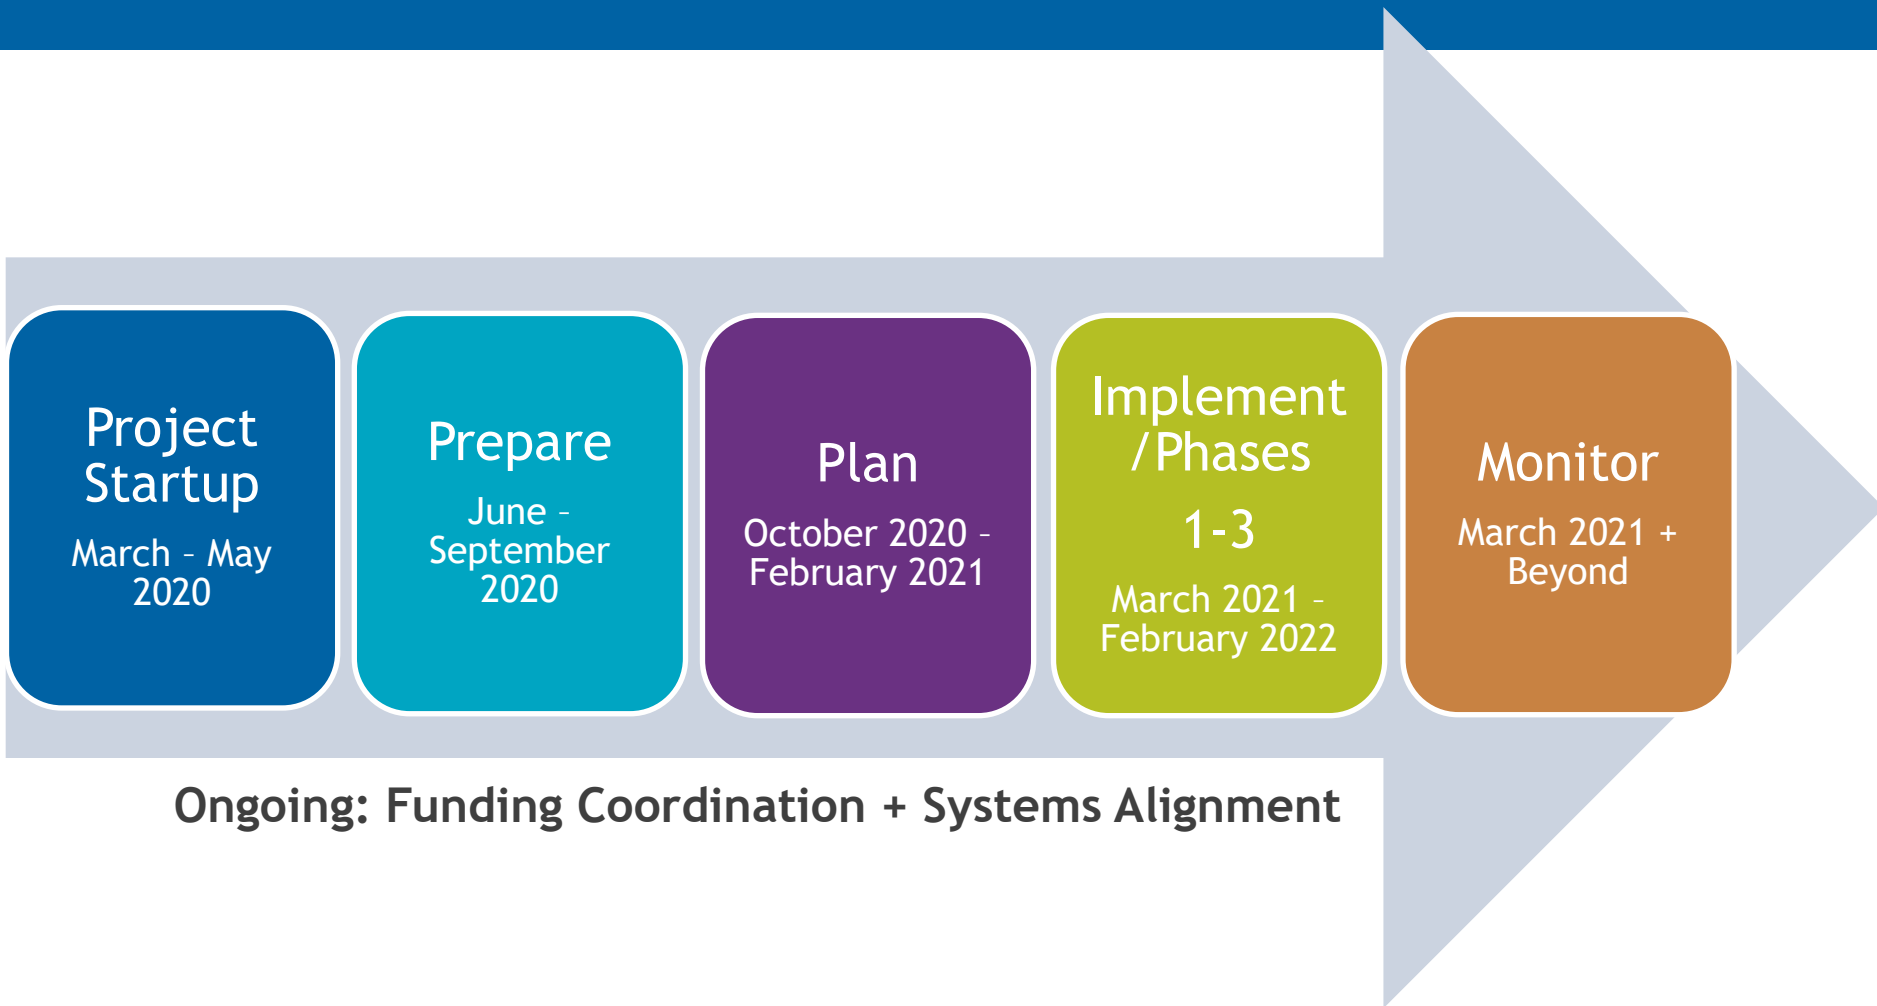 Project
Startup
March – May
2020
Prepare
June –
September
2020
Plan
October 2020 –
February 2021
Implement
/Phases
1-3
March 2021 –
February 2022
Monitor
March 2021 +
Beyond
Ongoing: Funding Coordination + Systems Alignment